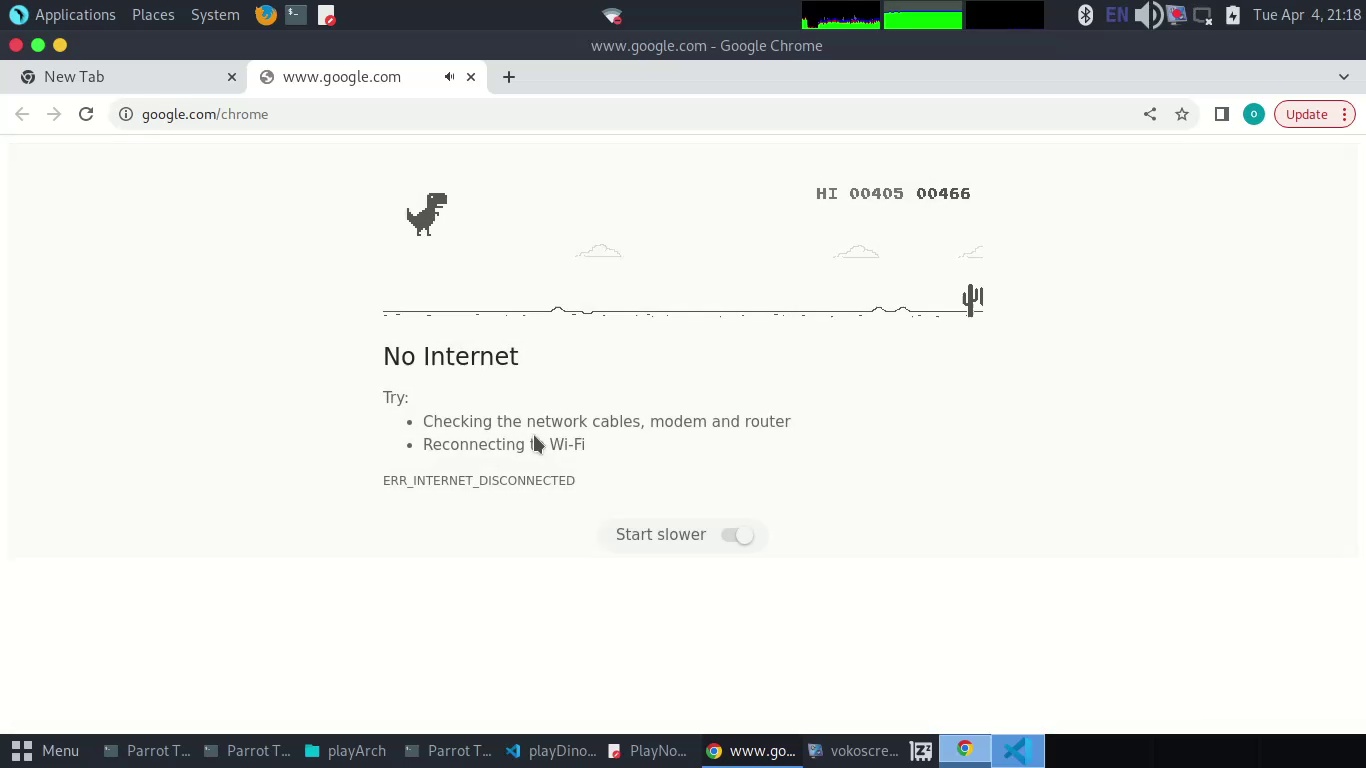 Applications Places System EN Tue Apr 4, 21:18
www.google.com - Google Chrome
New Tab www.google.com
google.com/chrome Update
HI 00405 00466
No Internet
Try:
Checking the network cables, modem and router
Reconnecting Wi-Fi
ERR_INTERNET_DISCONNECTED
Start slower
Menu Parrot T... Parrot T... playArch Parrot T... playDino... PlayNo... www.go... vokoscre...